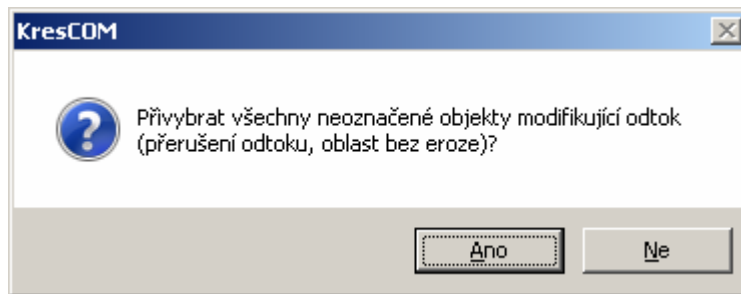 KresCOM
Přivybrat všechny neoznačené objekty modifikující odtok
(přerušení odtoku, oblast bez eroze)?
Ano
Ne